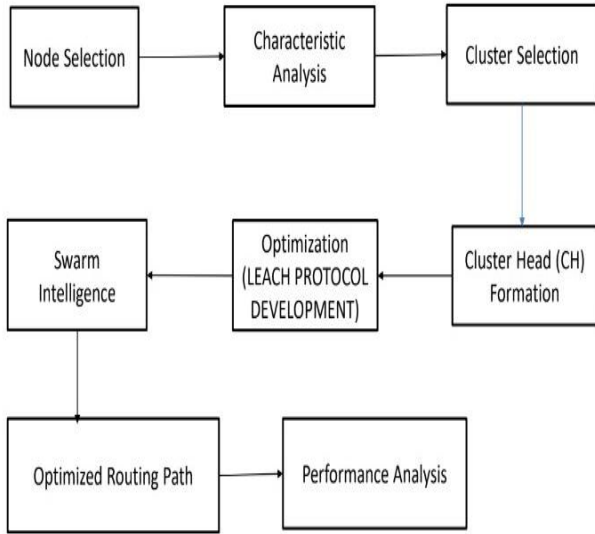 Node Selection
Characteristic
Analysis
Cluster Selection
Cluster Head (CH)
Formation
Optimization
(LEACH PROTOCOL
DEVELOPMENT)
Swarm
Intelligence
Optimized Routing Path
Performance Analysis